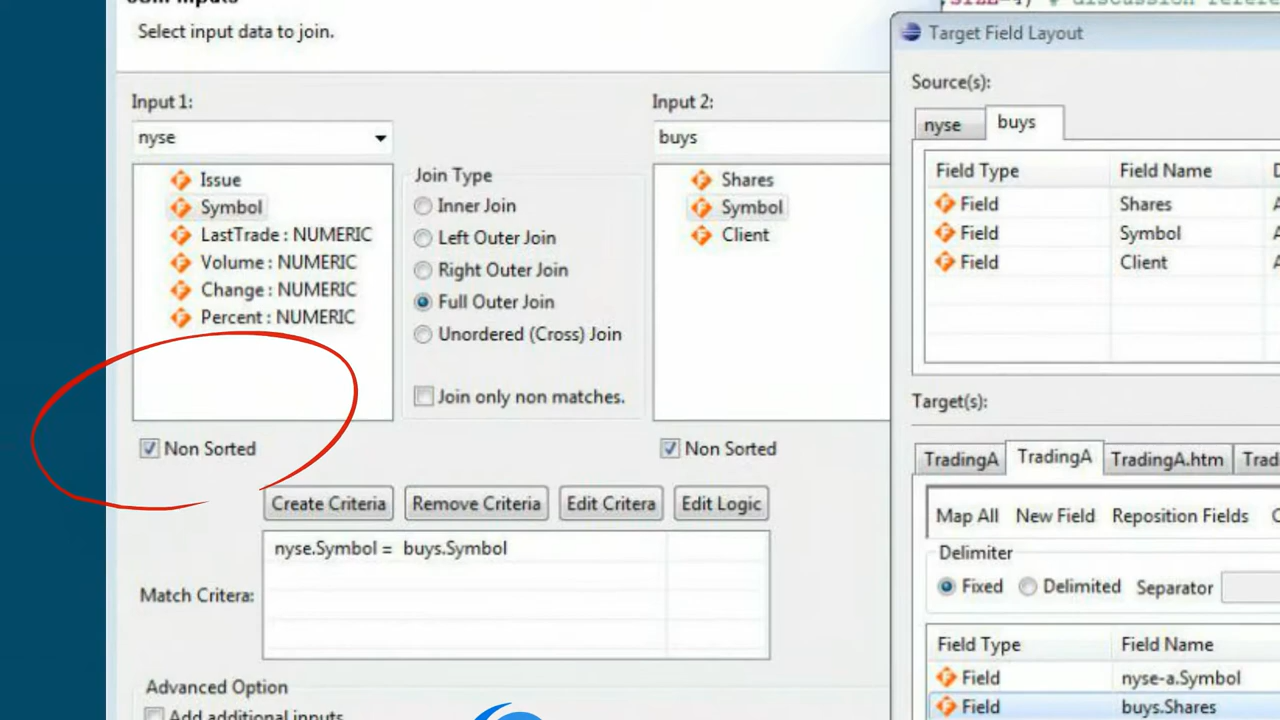 Join Inputs
Select input data to join.
Input 1:
nyse
Issue
Symbol
LastTrade : NUMERIC
Volume : NUMERIC
Change : NUMERIC
Percent : NUMERIC
Non Sorted
Join Type
Inner Join
Left Outer Join
Right Outer Join
Full Outer Join
Unordered (Cross) Join
Join only non matches.
Input 2:
buys
Shares
Symbol
Client
Non Sorted
Create Criteria
Remove Criteria
Edit Critera
Edit Logic
Match Critera:
nyse.Symbol = buys.Symbol
Advanced Option
Add additional inputs
Target Field Layout
Source(s):
nyse
buys
Field Type Field Name
Field Shares
Field Symbol
Field Client
Target(s):
TradingA
TradingA
TradingA.htm
Map All New Field Reposition Fields
Delimiter
Fixed Delimited Separator
Field Type Field Name
Field nyse-a.Symbol
Field buys.Shares